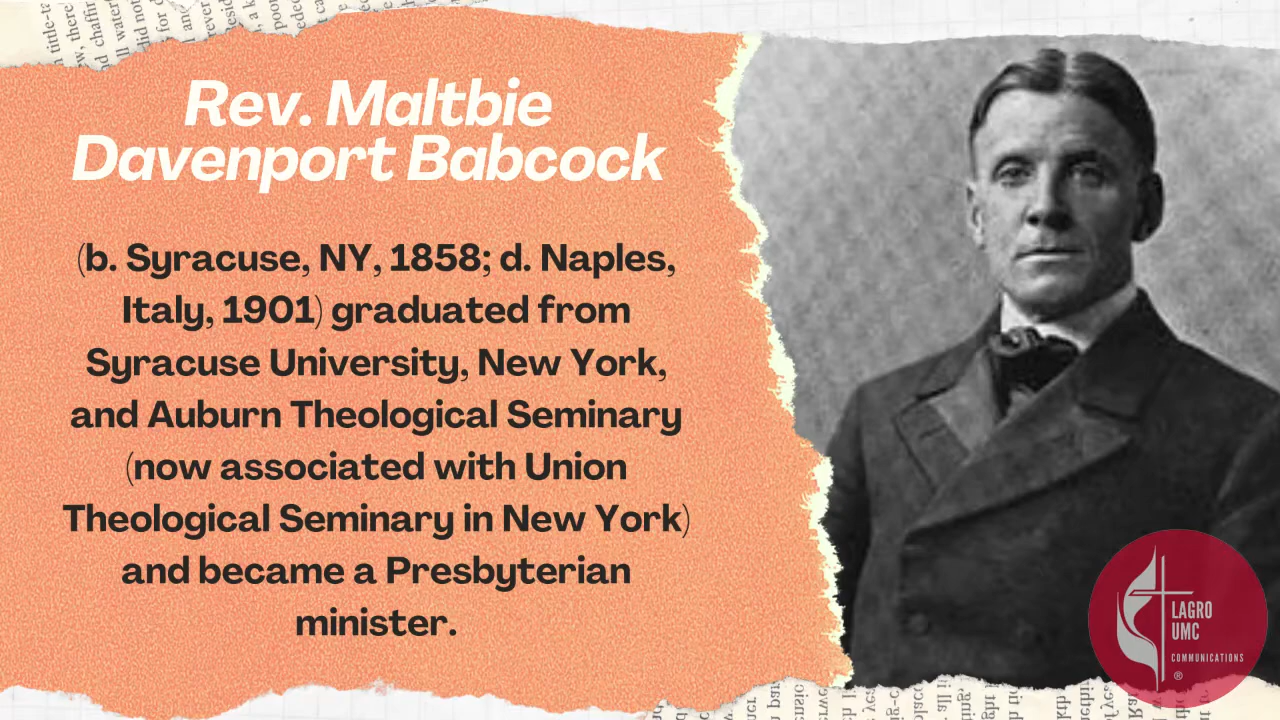 Rev. Maltbie
Davenport Babcock
(b. Syracuse, NY, 1858; d. Naples,
Italy, 1901) graduated from
Syracuse University, New York,
and Auburn Theological Seminary
(now associated with Union
Theological Seminary in New York)
and became a Presbyterian
minister.
LAGRO
UMC
COMMUNICATIONS
®